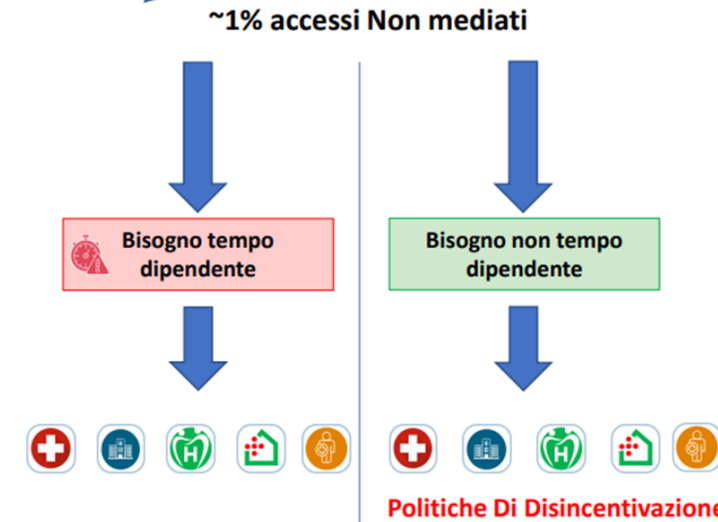 ~1% accessi Non mediati
Bisogno tempo
dipendente
Bisogno non tempo
dipendente
H
H
Politiche Di Disincentivazione